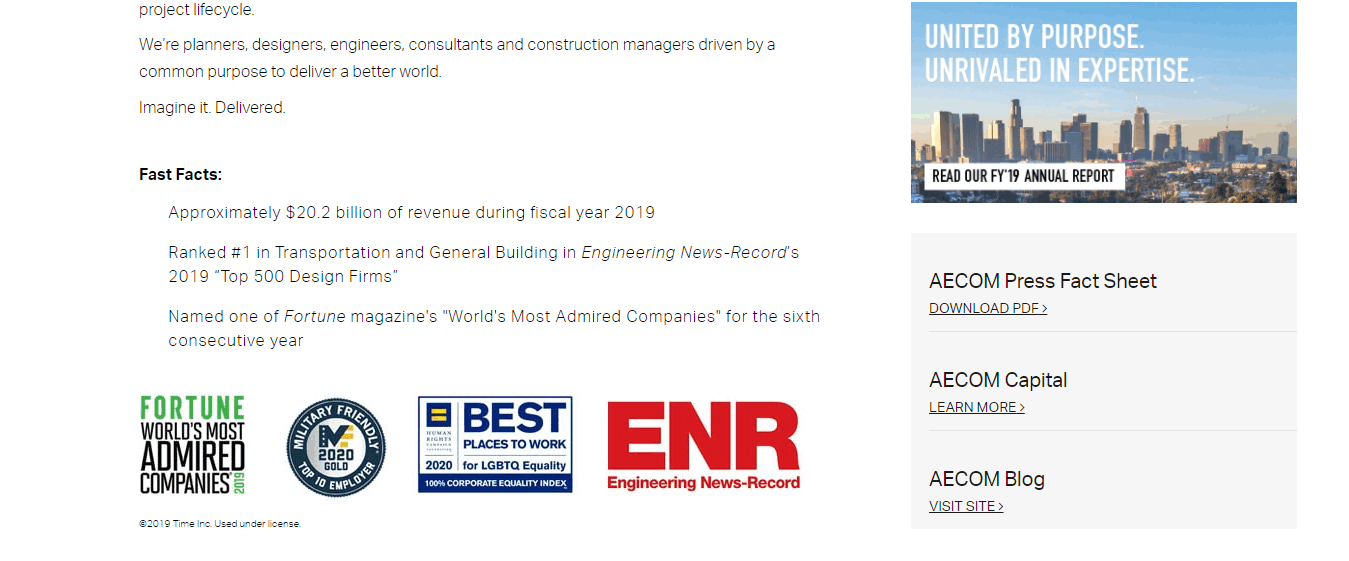 project lifecycle.
We're planners, designers, engineers, consultants and construction managers driven by a
common purpose to deliver a better world.
Imagine it. Delivered.
Fast Facts:
Approximately $20.2 billion of revenue during fiscal year 2019
Ranked #1 in Transportation and General Building in Engineering News-Record's
2019 “Top 500 Design Firms”
Named one of Fortune magazine's "World's Most Admired Companies" for the sixth
consecutive year
FORTUNE
WORLD'S MOST
ADMIRED
COMPANIES
2019
MILITARY FRIENDLY
ME
2020
GOLD
TOP 10 EMPLOYER
HUMAN
RIGHTS
CAMPAIGN
FOUNDATION
BEST
PLACES TO WORK
2020 for LGBTQ Equality
100% CORPORATE EQUALITY INDEX
ENR
Engineering News-Record
©2019 Time Inc. Used under license.
UNITED BY PURPOSE.
UNRIVALED IN EXPERTISE.
READ OUR FY'19 ANNUAL REPORT
AECOM Press Fact Sheet
DOWNLOAD PDF >
AECOM Capital
LEARN MORE >
AECOM Blog
VISIT SITE >